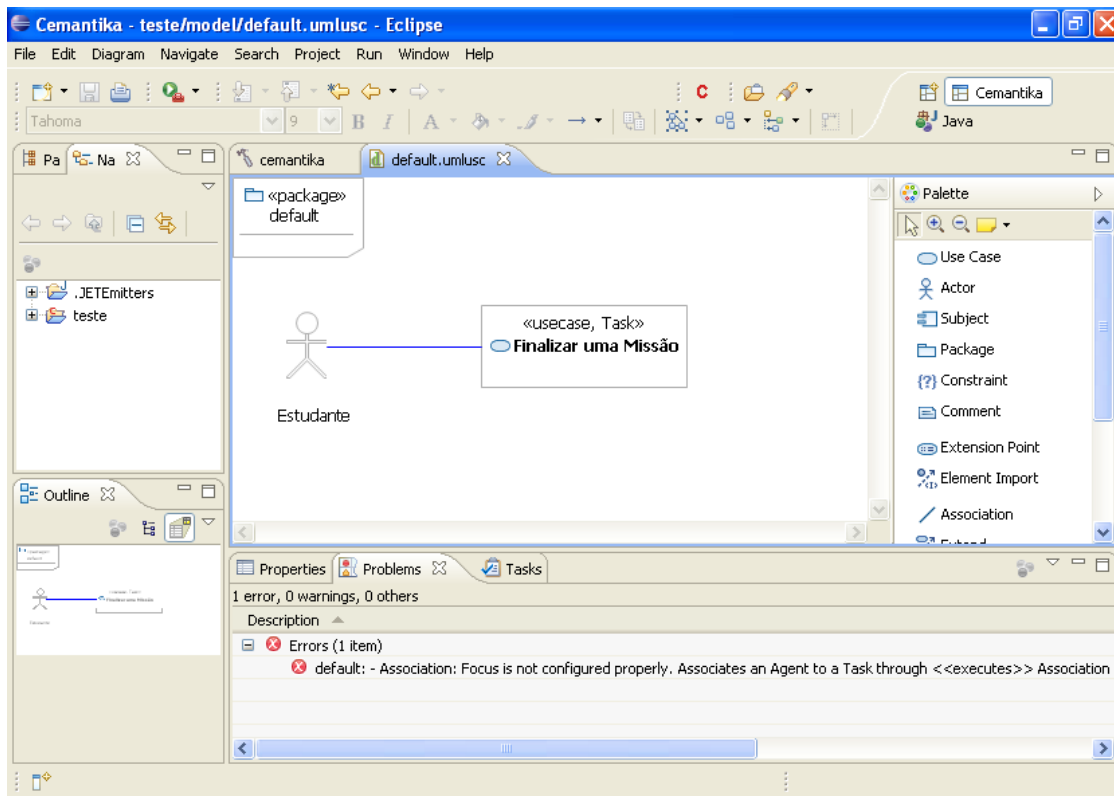 Cemantika - teste/model/default.umlusc - Eclipse
File Edit Diagram Navigate Search Project Run Window Help
C
Cemantika
Tahoma
9
B I A
Java
Pa Na
cemantika default.umlusc
«package»
default
Palette
Use Case
.JETEmitters
Actor
teste
Subject
«usecase, Task»
Finalizar uma Missão
Package
{?} Constraint
Estudante
Comment
Extension Point
Element Import
Outline
Association
Properties Problems Tasks
1 error, 0 warnings, 0 others
Description
Errors (1 item)
default: - Association: Focus is not configured properly. Associates an Agent to a Task through <<executes>> Association